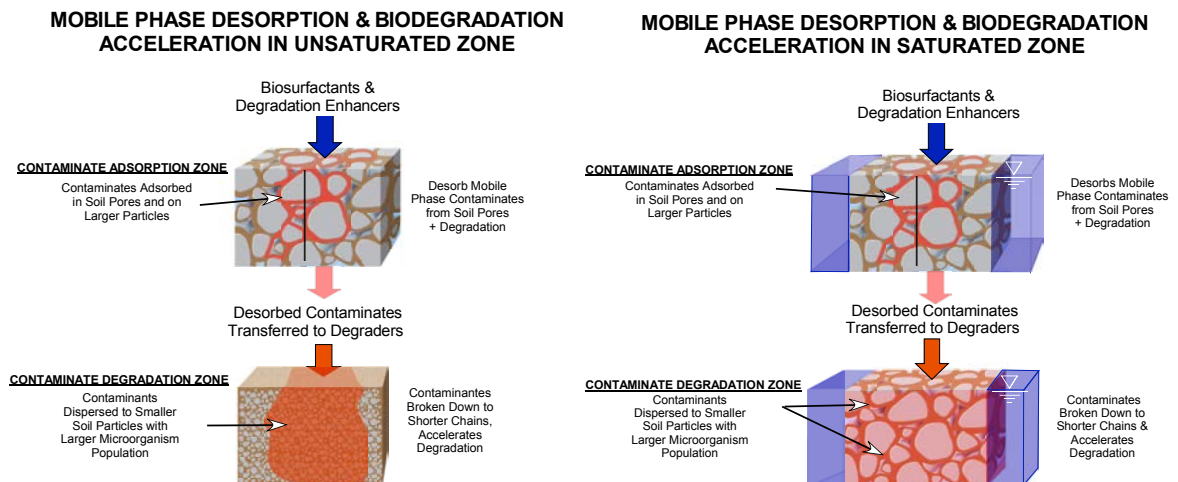 MOBILE PHASE DESORPTION & BIODEGRADATION
ACCELERATION IN UNSATURATED ZONE
Biosurfactants &
Degradation Enhancers
CONTAMINATE ADSORPTION ZONE
Contaminates Adsorbed
in Soil Pores and on
Larger Particles
Desorb Mobile
Phase Contaminates
from Soil Pores
+ Degradation
Desorbed Contaminates
Transferred to Degraders
CONTAMINATE DEGRADATION ZONE
Contaminants
Dispersed to Smaller
Soil Particles with
Larger Microorganism
Population
Contaminantes
Broken Down to
Shorter Chains,
Accelerates
Degradation
MOBILE PHASE DESORPTION & BIODEGRADATION
ACCELERATION IN SATURATED ZONE
Biosurfactants &
Degradation Enhancers
CONTAMINATE ADSORPTION ZONE
Contaminates Adsorbed
in Soil Pores and on
Larger Particles
Desorbs Mobile
Phase Contaminates
from Soil Pores
+ Degradation
Desorbed Contaminates
Transferred to Degraders
CONTAMINATE DEGRADATION ZONE
Contaminants
Dispersed to Smaller
Soil Particles with
Larger Microorganism
Population
Contaminates
Broken Down to
Shorter Chains &
Accelerates
Degradation